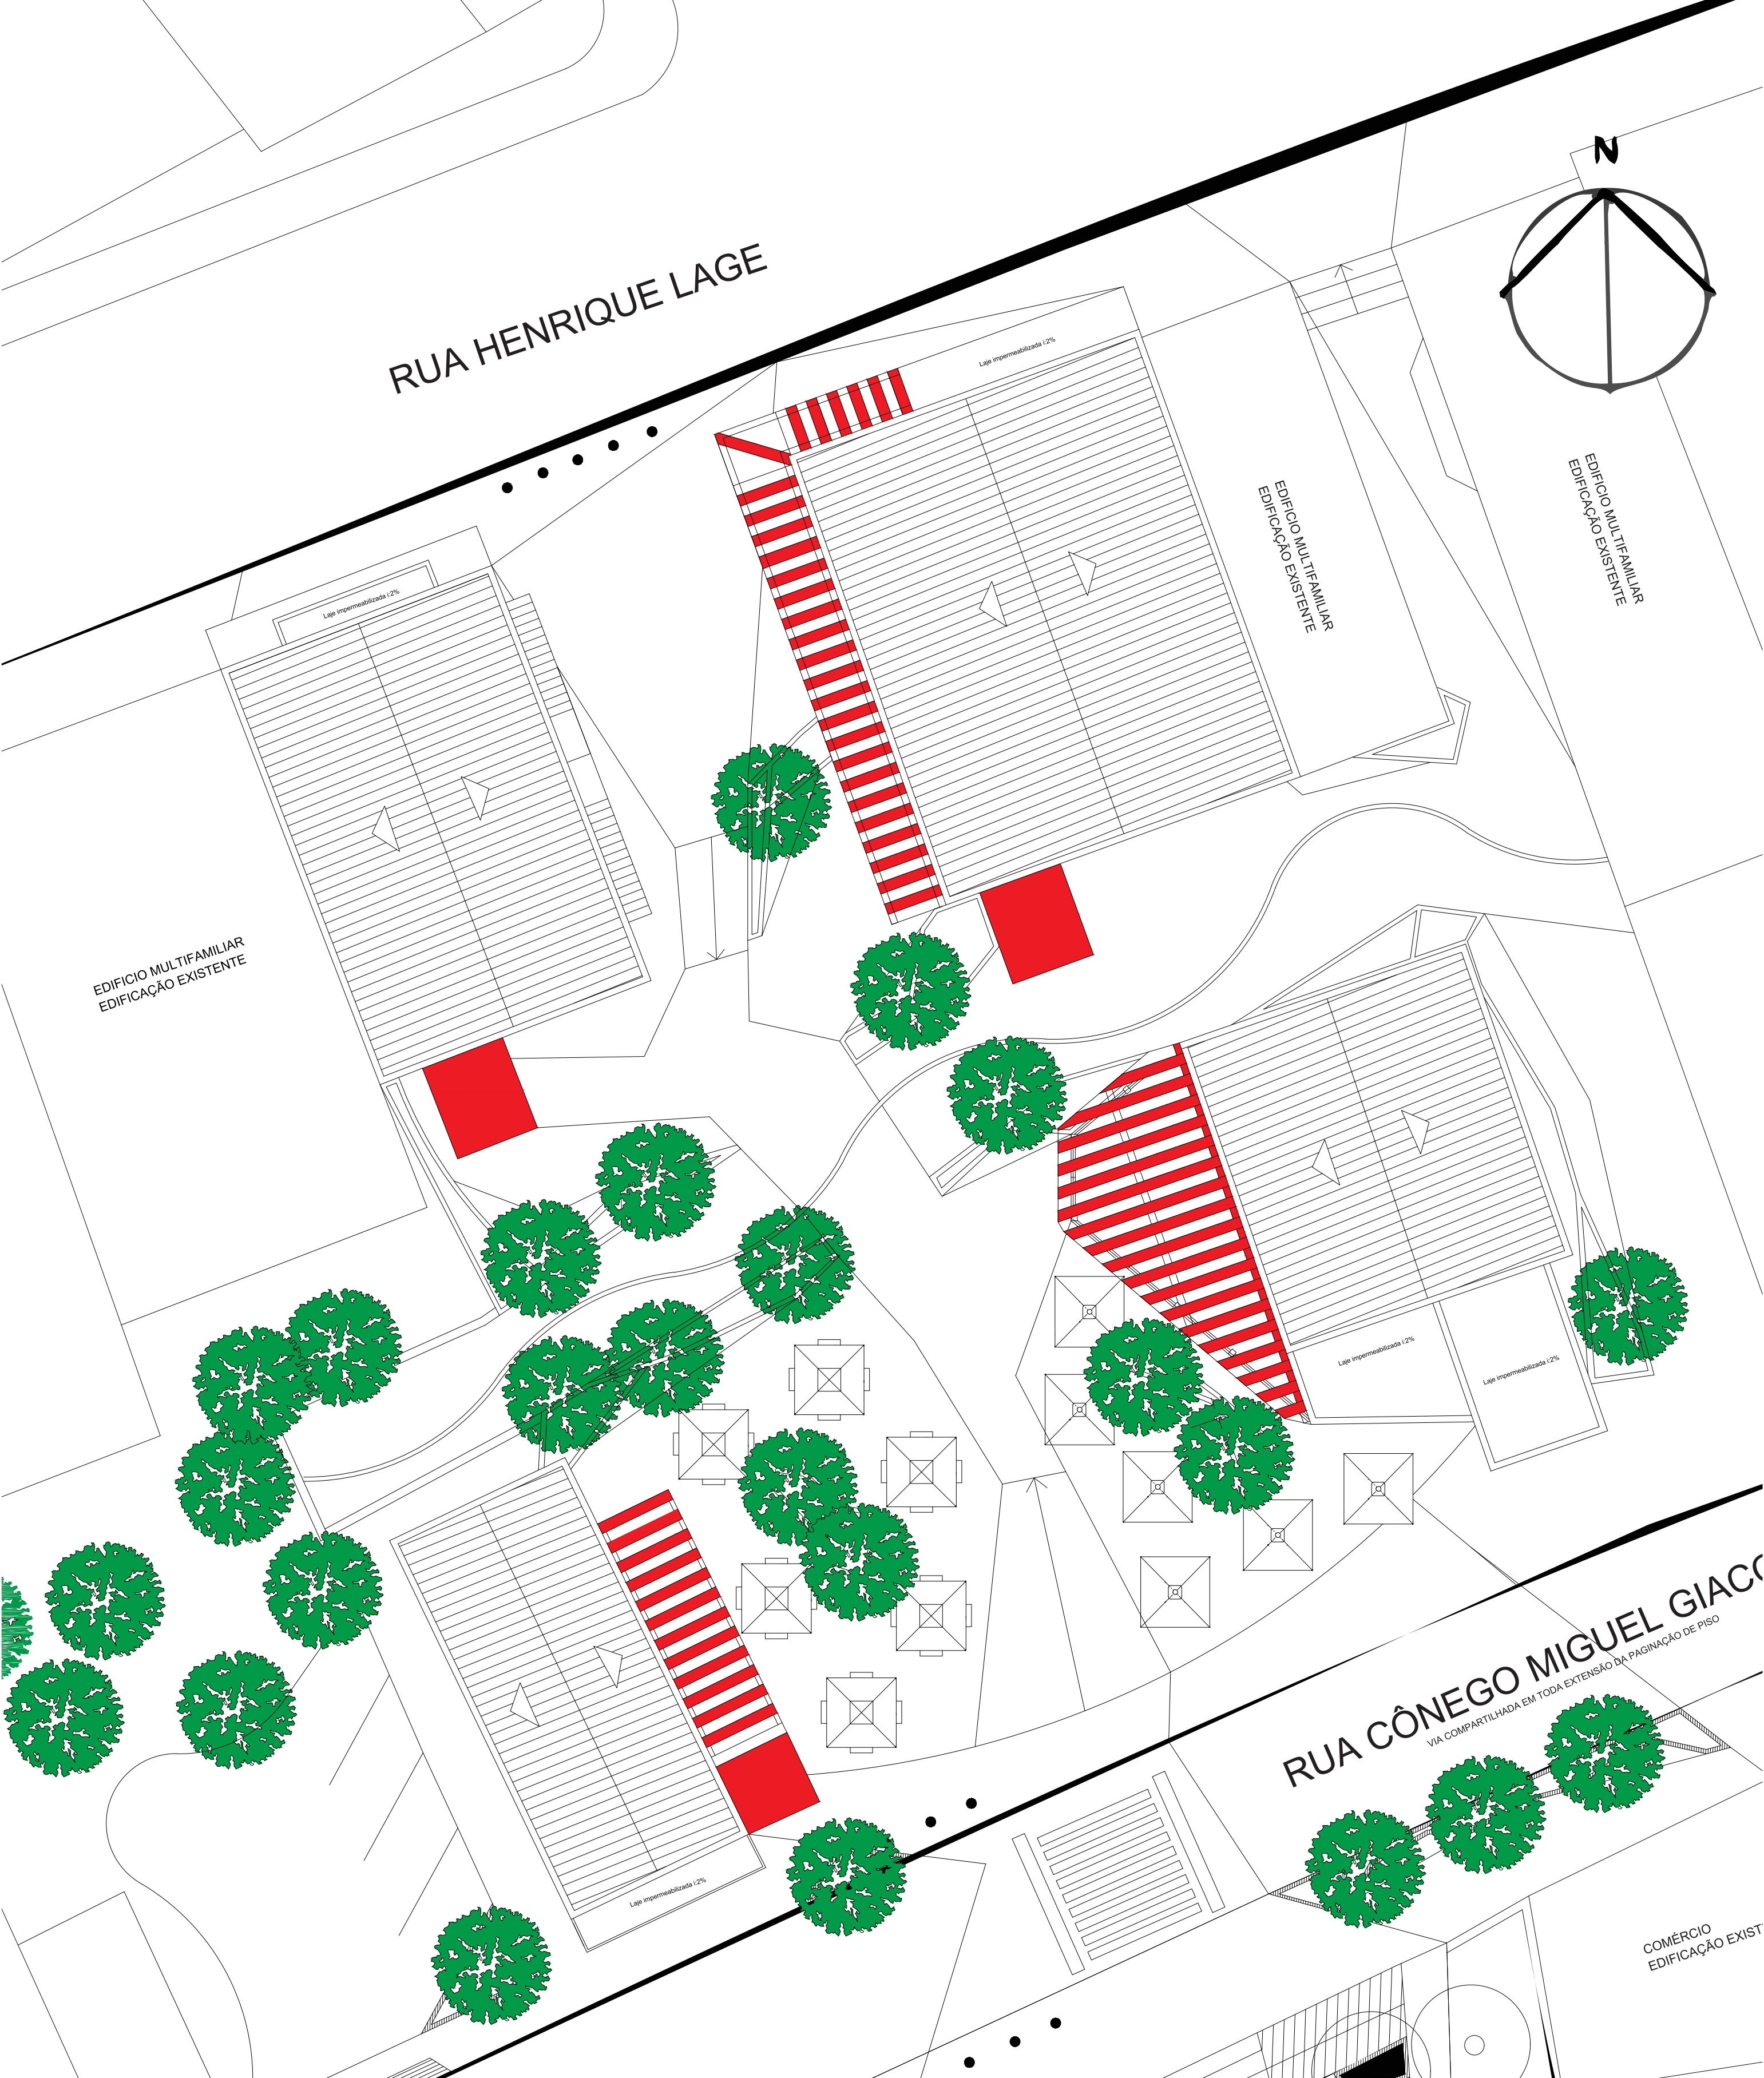 N
RUA HENRIQUE LAGE
Laje impermeabilizada i:2%
EDIFICIO MULTIFAMILIAR
EDIFICAÇÃO EXISTENTE
EDIFICIO MULTIFAMILIAR
EDIFICAÇÃO EXISTENTE
Laje impermeabilizada i:2%
EDIFICIO MULTIFAMILIAR
EDIFICAÇÃO EXISTENTE
Laje impermeabilizada i:2%
Laje impermeabilizada i:2%
RUA CÔNEGO MIGUEL GIACO
VIA COMPARTILHADA EM TODA EXTENSÃO DA PAGINAÇÃO DE PISO
Laje impermeabilizada i:2%
COMÉRCIO
EDIFICAÇÃO EXIST